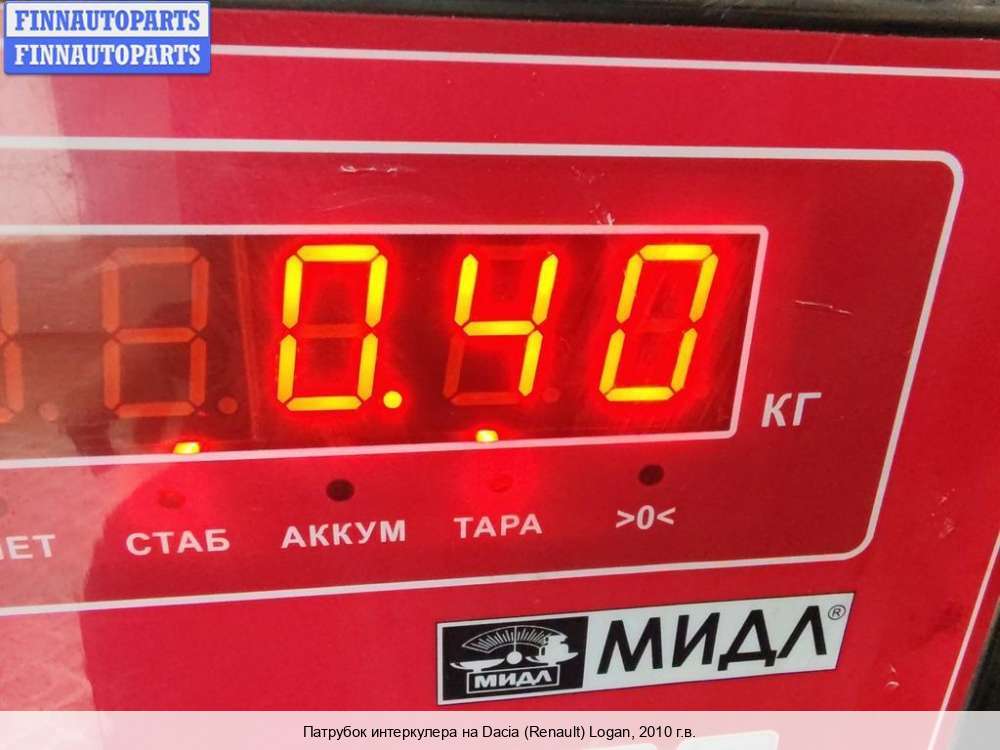 FINNAUTOPARTS
FINNAUTOPARTS
0.40
КГ
СТАБ АККУМ ТАРА >0<
МИДЛ МИДЛ®
Патрубок интеркулера на Dacia (Renault) Logan, 2010 г.в.